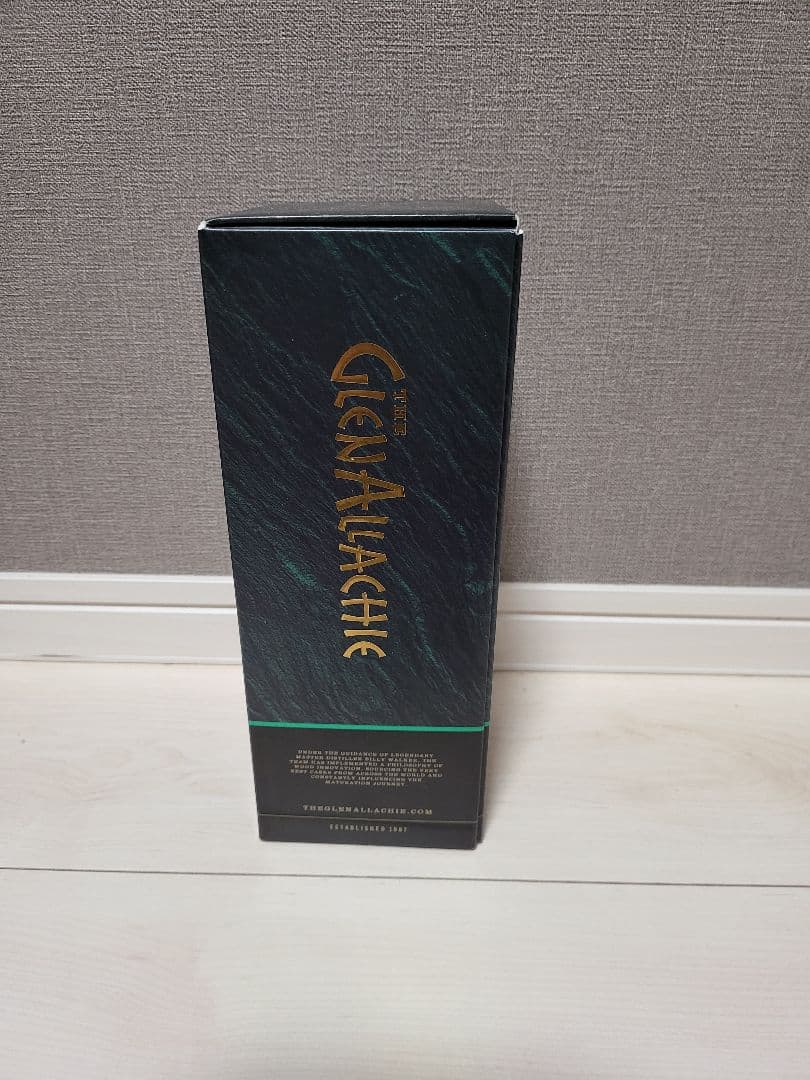 THE
GLENALLACHIE
UNDER THE GUIDANCE OF LEGENDARY
MASTER DISTILLER BILLY WALKER, THE
TEAM HAS IMPLEMENTED A PHILOSOPHY OF
WOOD INNOVATION, SOURCING THE VERY
BEST CASKS FROM ACROSS THE WORLD AND
CONSTANTLY INFLUENCING THE
MATURATION JOURNEY.
THEGLENALLACHIE.COM
ESTABLISHED 1967